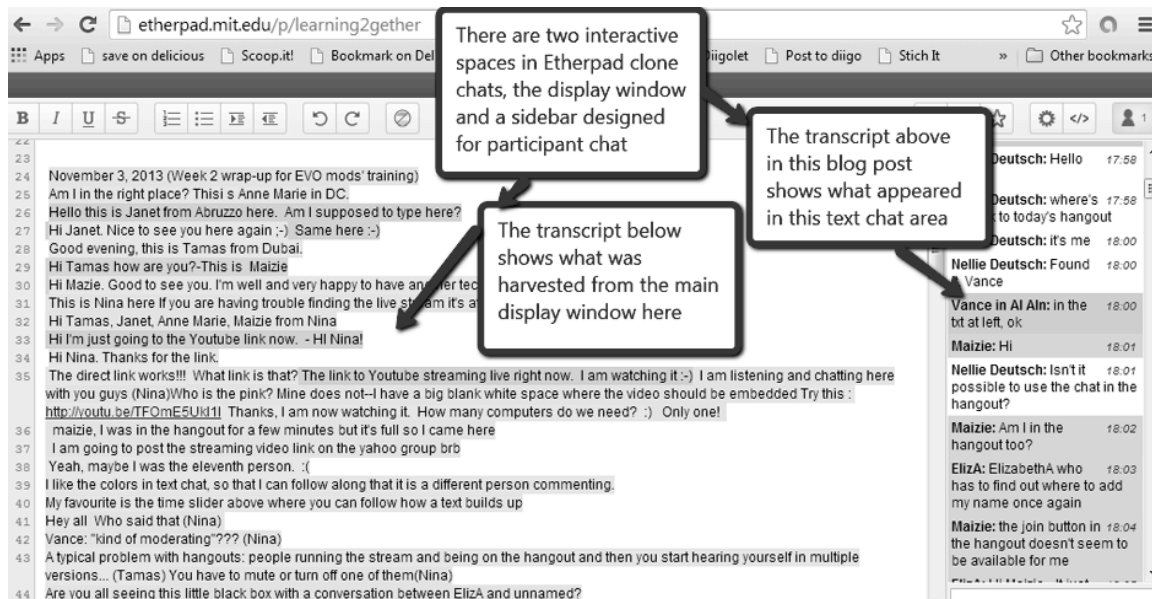 etherpad.mit.edu/p/learning2gether
Apps save on delicious Scoop.it! Bookmark on Del Diigolet Post to diigo Stich It » Other bookmarks
B I U S </> 1
There are two interactive
spaces in Etherpad clone
chats, the display window
and a sidebar designed
for participant chat
The transcript above
in this blog post
shows what appeared
in this text chat area
The transcript below
shows what was
harvested from the main
display window here
22
23
24 November 3, 2013 (Week 2 wrap-up for EVO mods' training)
25 Am I in the right place? Thisi s Anne Marie in DC.
26 Hello this is Janet from Abruzzo here. Am I supposed to type here?
27 Hi Janet. Nice to see you here again ;-) Same here :-)
28 Good evening, this is Tamas from Dubai.
29 Hi Tamas how are you?-This is Maizie
30 Hi Mazie. Good to see you. I'm well and very happy to have an
31 This is Nina here If you are having trouble finding the live stream it's
32 Hi Tamas, Janet, Anne Marie, Maizie from Nina
33 Hi I'm just going to the Youtube link now. - HI Nina!
34 Hi Nina. Thanks for the link.
35 The direct link works!!! What link is that? The link to Youtube streaming live right now. I am watching it :-) I am listening and chatting here
with you guys (Nina)Who is the pink? Mine does not--I have a big blank white space where the video should be embedded Try this :
Thanks, I am now watching it. How many computers do we need? :) Only one!
36 maizie, I was in the hangout for a few minutes but it's full so I came here
37 I am going to post the streaming video link on the yahoo group brb
38 Yeah, maybe I was the eleventh person. :(
39 I like the colors in text chat, so that I can follow along that it is a different person commenting.
40 My favourite is the time slider above where you can follow how a text builds up
41 Hey all Who said that (Nina)
42 Vance: "kind of moderating"??? (Nina)
43 A typical problem with hangouts: people running the stream and being on the hangout and then you start hearing yourself in multiple
versions... (Tamas) You have to mute or turn off one of them(Nina)
44 Are you all seeing this little black box with a conversation between ElizA and unnamed?
Deutsch: Hello 17:58
Deutsch: where's 17:58
to today's hangout
Deutsch: it's me 18:00
Nellie Deutsch: Found 18:00
Vance
Vance in Al AIn: in the 18:00
txt at left, ok
Maizie: Hi 18:01
Nellie Deutsch: Isn't it 18:01
possible to use the chat in the
hangout?
Maizie: Am I in the 18:02
hangout too?
ElizA: ElizabethA who 18:03
has to find out where to add
my name once again
Maizie: the join button in 18:04
the hangout doesn't seem to
be available for me